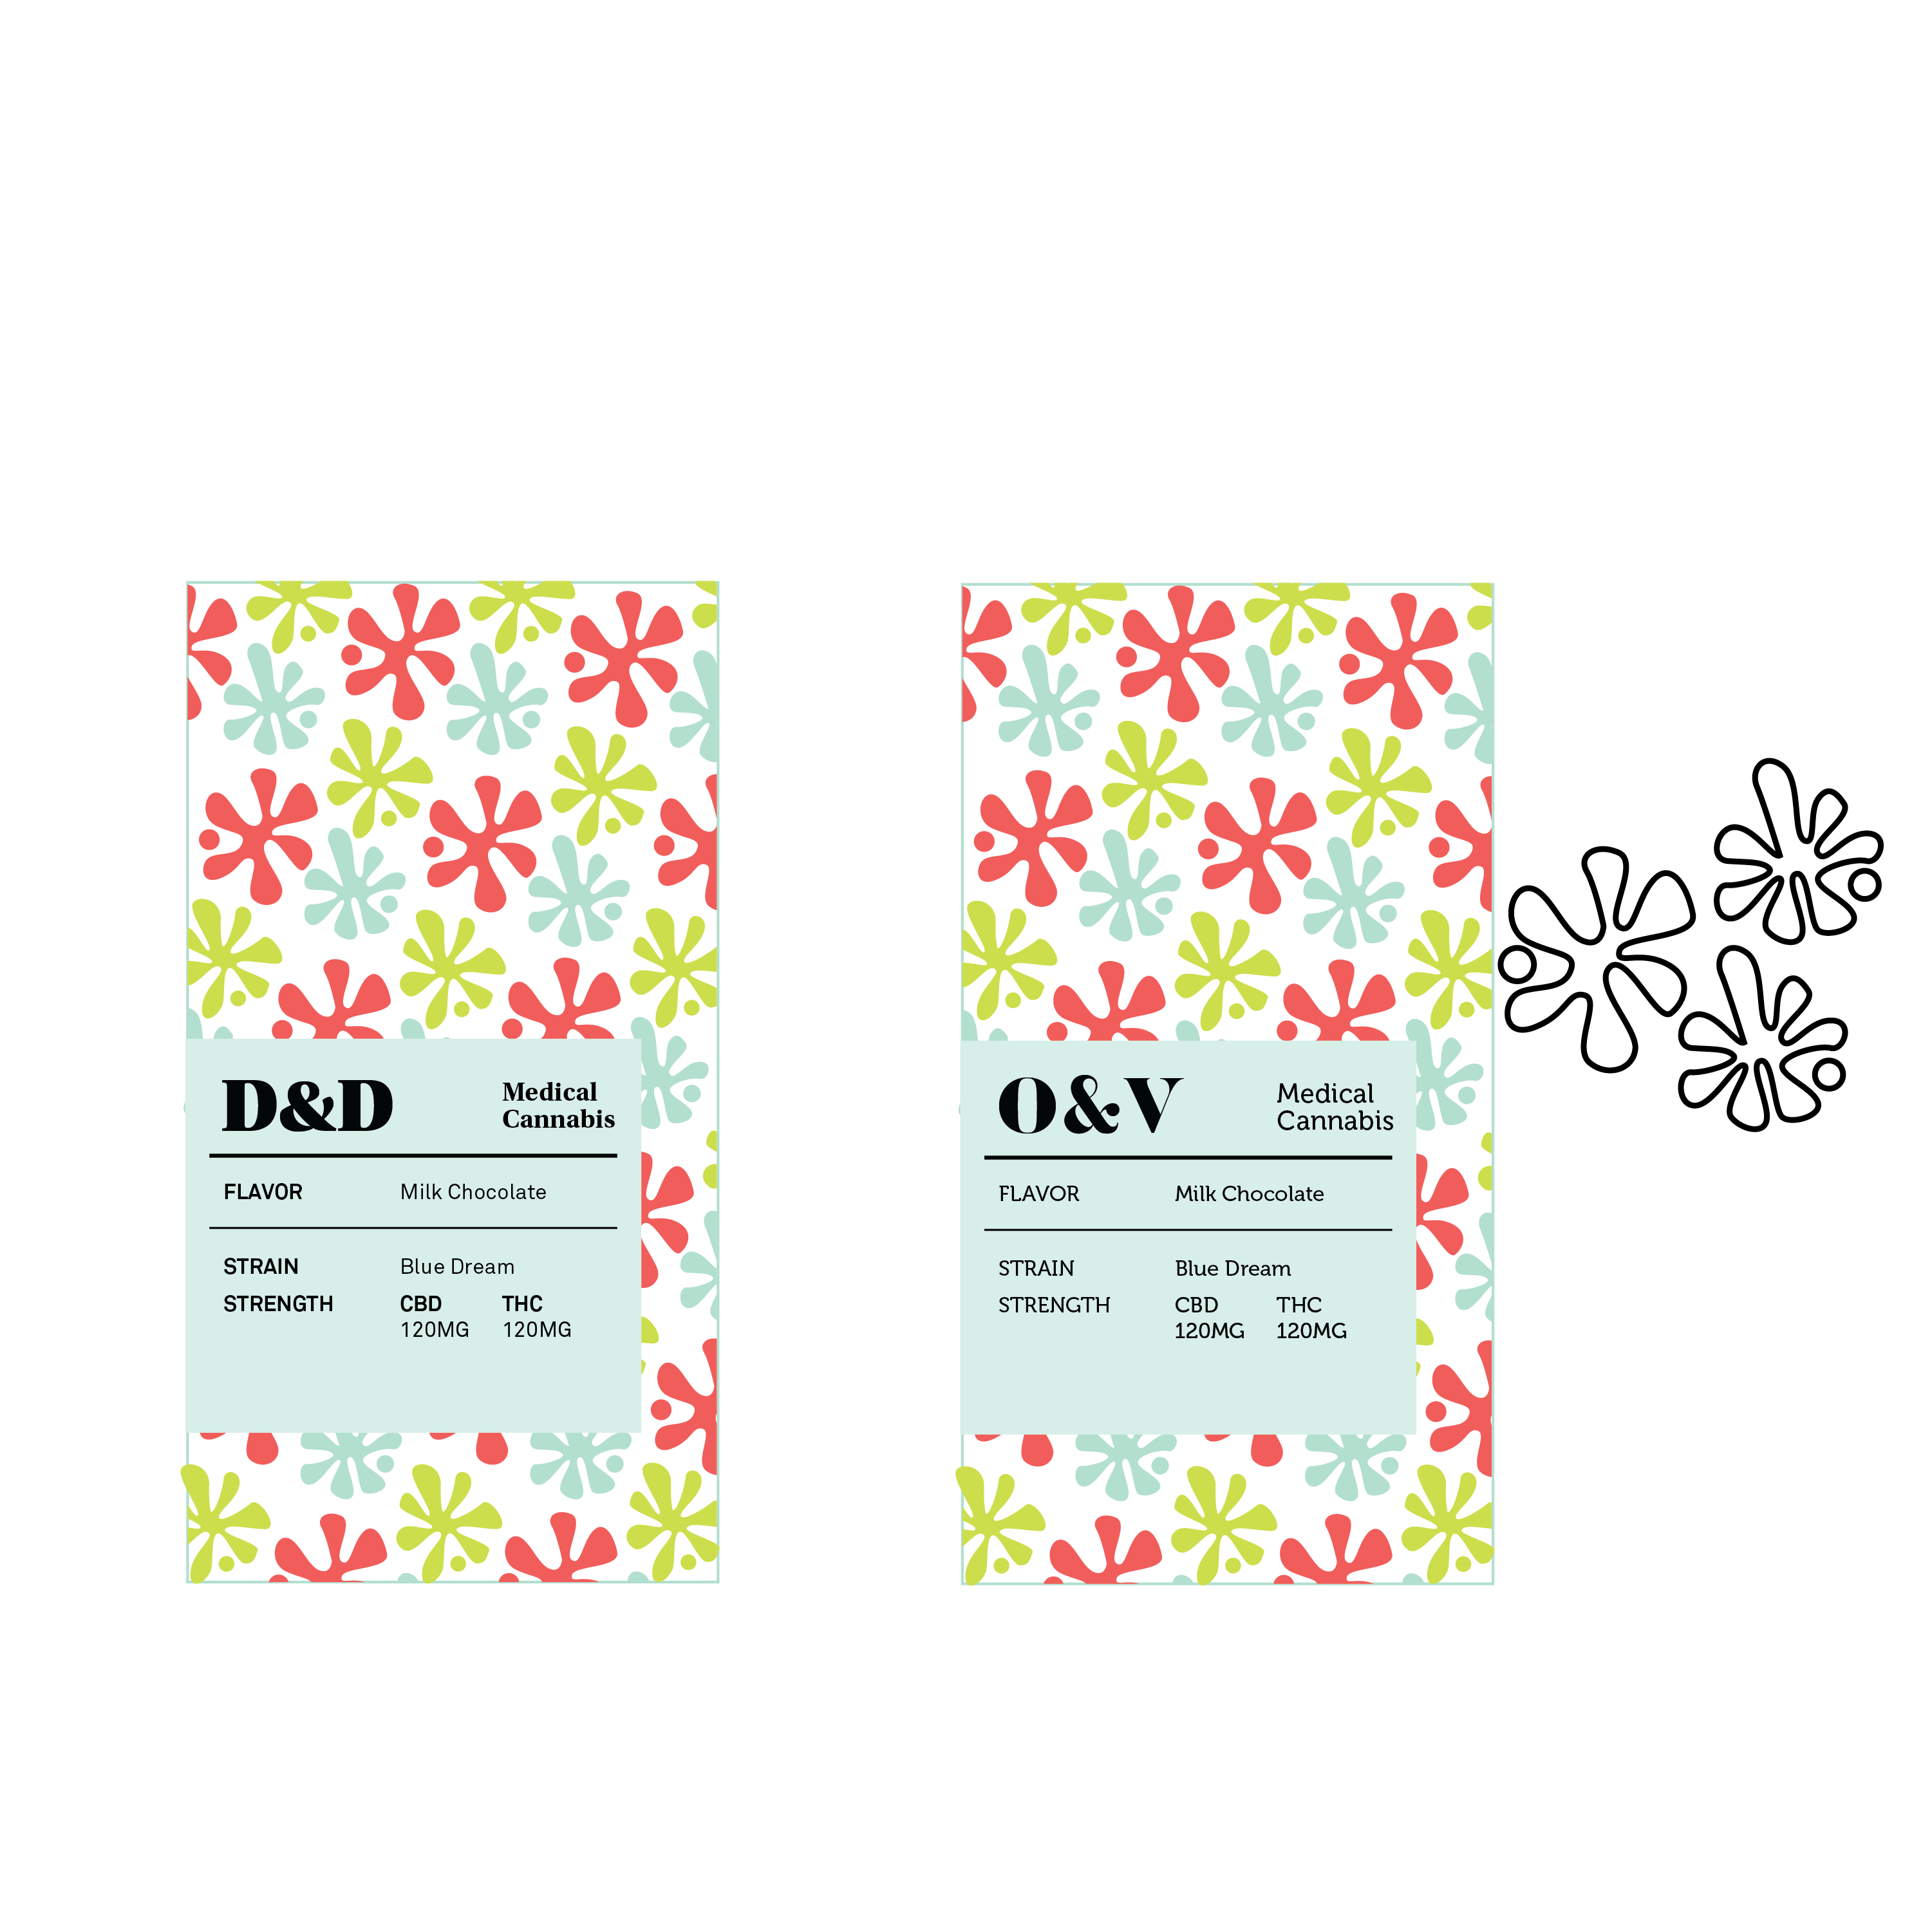 D&D
Medical
Cannabis
FLAVOR Milk Chocolate
STRAIN Blue Dream
STRENGTH CBD THC
120MG 120MG
O&V
Medical
Cannabis
FLAVOR Milk Chocolate
STRAIN Blue Dream
STRENGTH CBD THC
120MG 120MG